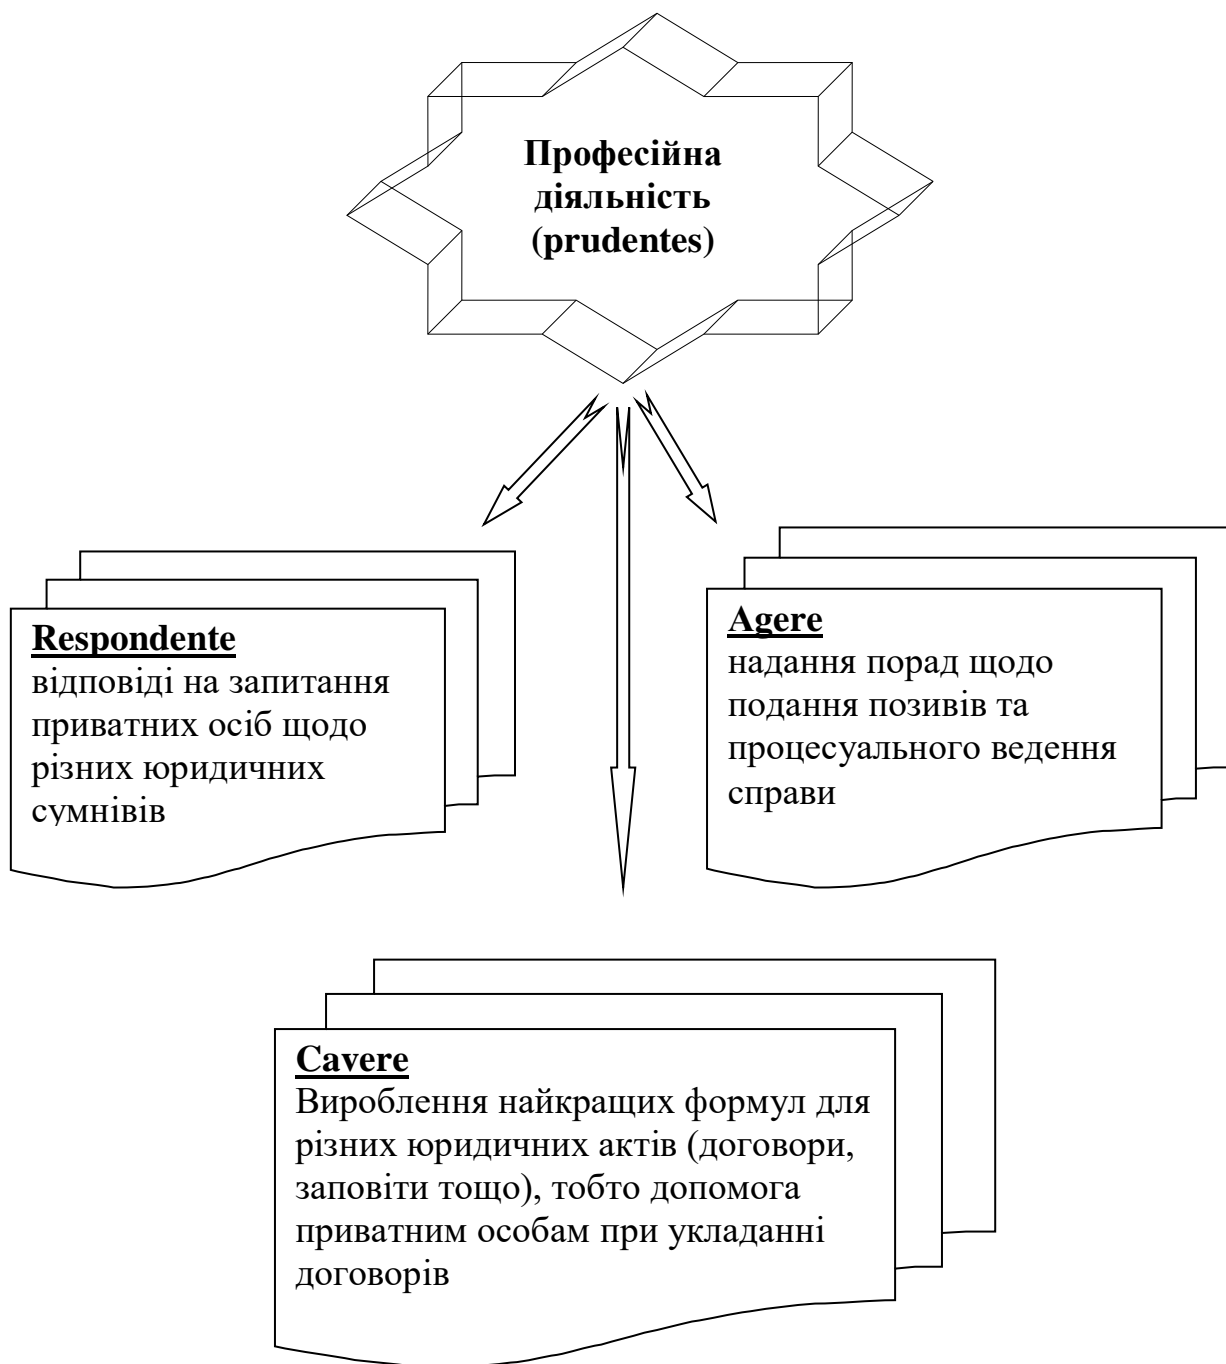 Професійна
діяльність
(prudentes)
Respondente
відповіді на запитання
приватних осіб щодо
різних юридичних
сумнівів
Agere
надання порад щодо
подання позивів та
процесуального ведення
справи
Cavere
Вироблення найкращих формул для
різних юридичних актів (договори,
заповіти тощо), тобто допомога
приватним особам при укладанні
договорів